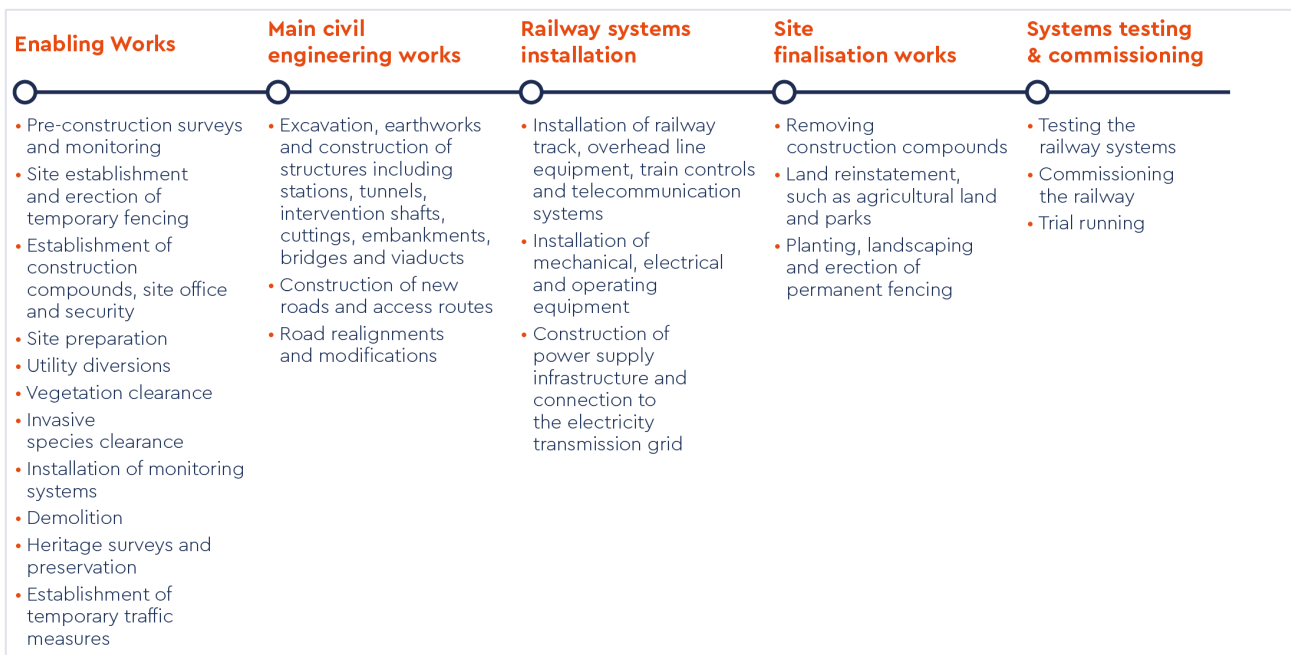 Enabling Works
• Pre-construction surveys
and monitoring
• Site establishment
and erection of
temporary fencing
• Establishment of
construction
compounds, site office
and security
• Site preparation
• Utility diversions
• Vegetation clearance
• Invasive
species clearance
• Installation of monitoring
systems
• Demolition
• Heritage surveys and
preservation
• Establishment of
temporary traffic
measures
Main civil
engineering works
• Excavation, earthworks
and construction of
structures including
stations, tunnels,
intervention shafts,
cuttings, embankments,
bridges and viaducts
• Construction of new
roads and access routes
• Road realignments
and modifications
Railway systems
installation
• Installation of railway
track, overhead line
equipment, train controls
and telecommunication
systems
• Installation of
mechanical, electrical
and operating
equipment
• Construction of
power supply
infrastructure and
connection to
the electricity
transmission grid
Site
finalisation works
• Removing
construction compounds
• Land reinstatement,
such as agricultural land
and parks
• Planting, landscaping
and erection of
permanent fencing
Systems testing
& commissioning
• Testing the
railway systems
• Commissioning
the railway
• Trial running